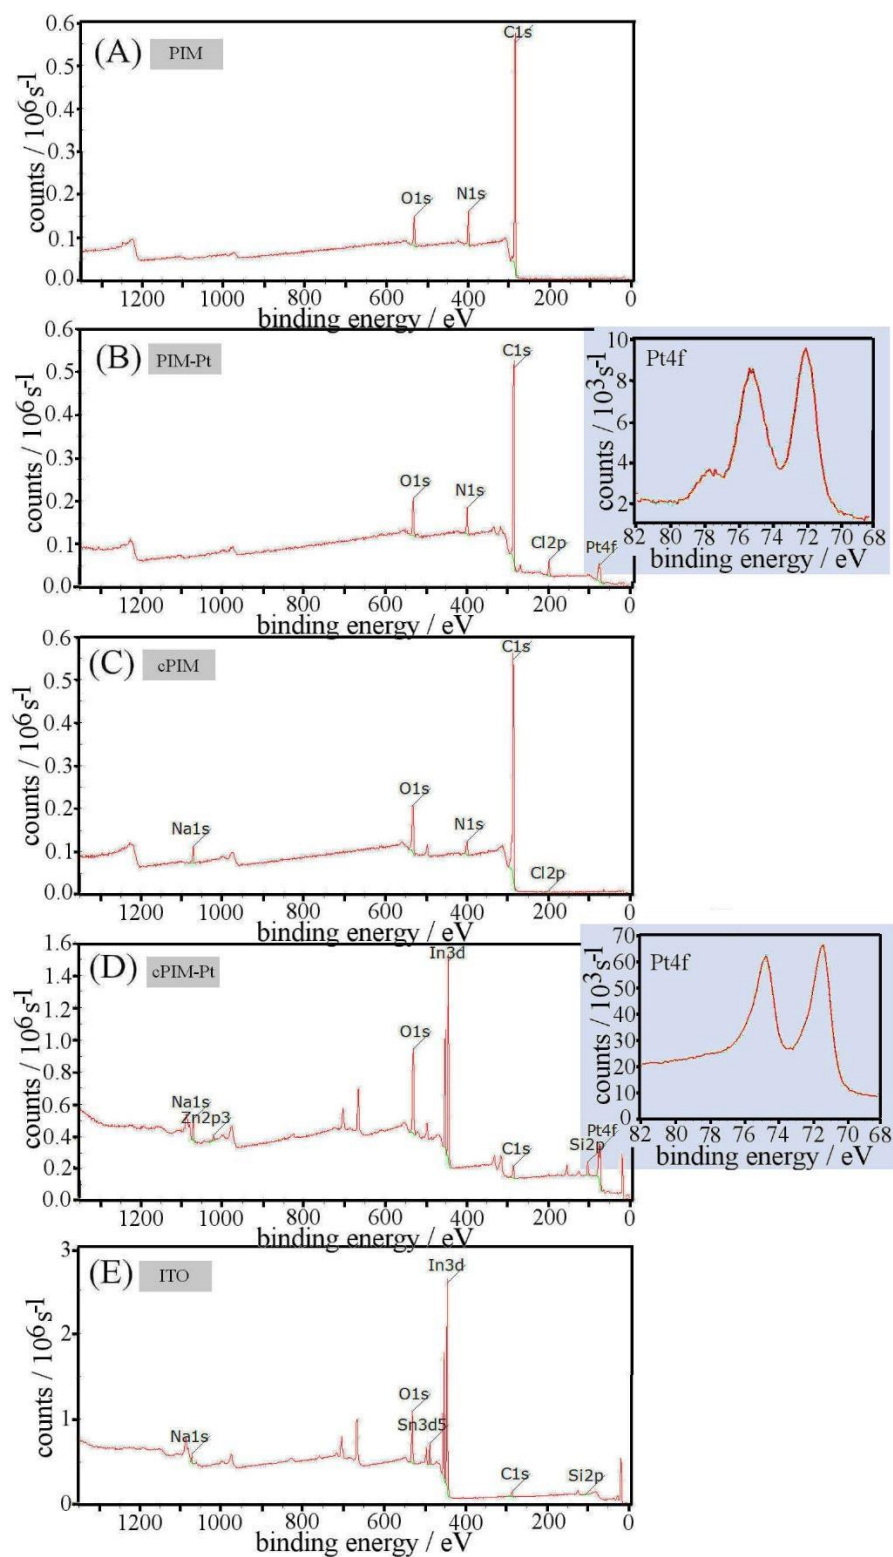 (A) PIM
counts / 10⁶ s⁻¹
0.6
0.5
0.4
0.3
0.2
0.1
0.0
C1s
O1s
N1s
1200 1000 800 600 400 200 0
binding energy / eV
(B) PIM-Pt
counts / 10⁶ s⁻¹
0.6
0.5
0.4
0.3
0.2
0.1
0.0
C1s
O1s
N1s
Cl2p
Pt4f
1200 1000 800 600 400 200 0
binding energy / eV
Pt4f
counts / 10³ s⁻¹
10
8
6
4
2
82 80 78 76 74 72 70 68
binding energy / eV
(C) cPIM
counts / 10⁶ s⁻¹
0.6
0.5
0.4
0.3
0.2
0.1
0.0
C1s
O1s
Na1s
N1s
Cl2p
1200 1000 800 600 400 200 0
binding energy / eV
(D) cPIM-Pt
counts / 10⁶ s⁻¹
1.6
1.4
1.2
1.0
0.8
0.6
0.4
0.2
0.0
In3d
O1s
Na1s
Zn2p3
C1s
Si2p
Pt4f
1200 1000 800 600 400 200 0
binding energy / eV
Pt4f
counts / 10³ s⁻¹
70
60
50
40
30
20
10
0
82 80 78 76 74 72 70 68
binding energy / eV
(E) ITO
counts / 10⁶ s⁻¹
3
2
1
0
In3d
O1s
Sn3d5
Na1s
C1s
Si2p
1200 1000 800 600 400 200 0
binding energy / eV